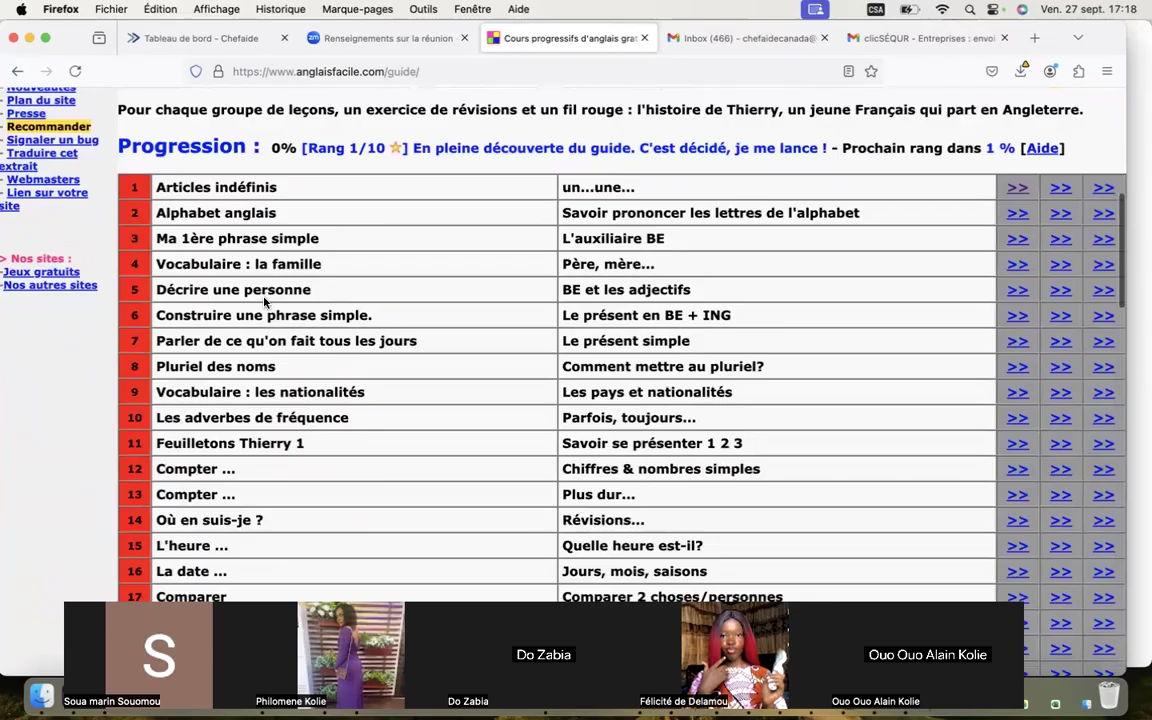 Firefox Fichier Édition Affichage Historique Marque-pages Outils Fenêtre Aide CSA Ven. 27 sept. 17:18
Tableau de bord - Chefaide Renseignements sur la réunion Cours progressifs d'anglais gra Inbox (466) - chefaidecanada@ clicSÉQUR - Entreprises : envoi
https://www.anglaisfacile.com/guide/
- Nouveautés
- Plan du site
- Presse
- Recommander
- Signaler un bug
- Traduire cet
extrait
- Webmasters
- Lien sur votre
site
> Nos sites :
-Jeux gratuits
-Nos autres sites
Pour chaque groupe de leçons, un exercice de révisions et un fil rouge : l'histoire de Thierry, un jeune Français qui part en Angleterre.
Progression : 0% [Rang 1/10 ] En pleine découverte du guide. C'est décidé, je me lance ! - Prochain rang dans 1 % [Aide]
1 Articles indéfinis un...une... >> >> >>
2 Alphabet anglais Savoir prononcer les lettres de l'alphabet >> >> >>
3 Ma 1ère phrase simple L'auxiliaire BE >> >> >>
4 Vocabulaire : la famille Père, mère... >> >> >>
5 Décrire une personne BE et les adjectifs >> >> >>
6 Construire une phrase simple. Le présent en BE + ING >> >> >>
7 Parler de ce qu'on fait tous les jours Le présent simple >> >> >>
8 Pluriel des noms Comment mettre au pluriel? >> >> >>
9 Vocabulaire : les nationalités Les pays et nationalités >> >> >>
10 Les adverbes de fréquence Parfois, toujours... >> >> >>
11 Feuilletons Thierry 1 Savoir se présenter 1 2 3 >> >> >>
12 Compter ... Chiffres & nombres simples >> >> >>
13 Compter ... Plus dur... >> >> >>
14 Où en suis-je ? Révisions... >> >> >>
15 L'heure ... Quelle heure est-il? >> >> >>
16 La date ... Jours, mois, saisons >> >> >>
17 Comparer Comparer 2 choses/personnes >> >> >>
S
Do Zabia
Ouo Ouo Alain Kolie
Soua marin Souomou Philomene Kolie Do Zabia Félicité de Delamou Ouo Ouo Alain Kolie